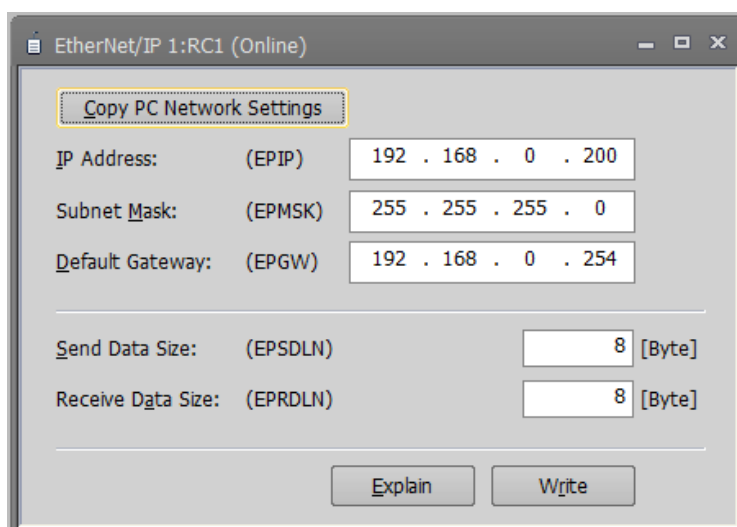 EtherNet/IP 1:RC1 (Online)
Copy PC Network Settings
IP Address: (EPIP) 192 . 168 . 0 . 200
Subnet Mask: (EPMSK) 255 . 255 . 255 . 0
Default Gateway: (EPGW) 192 . 168 . 0 . 254
Send Data Size: (EPSDLN) 8 [Byte]
Receive Data Size: (EPRDLN) 8 [Byte]
Explain Write